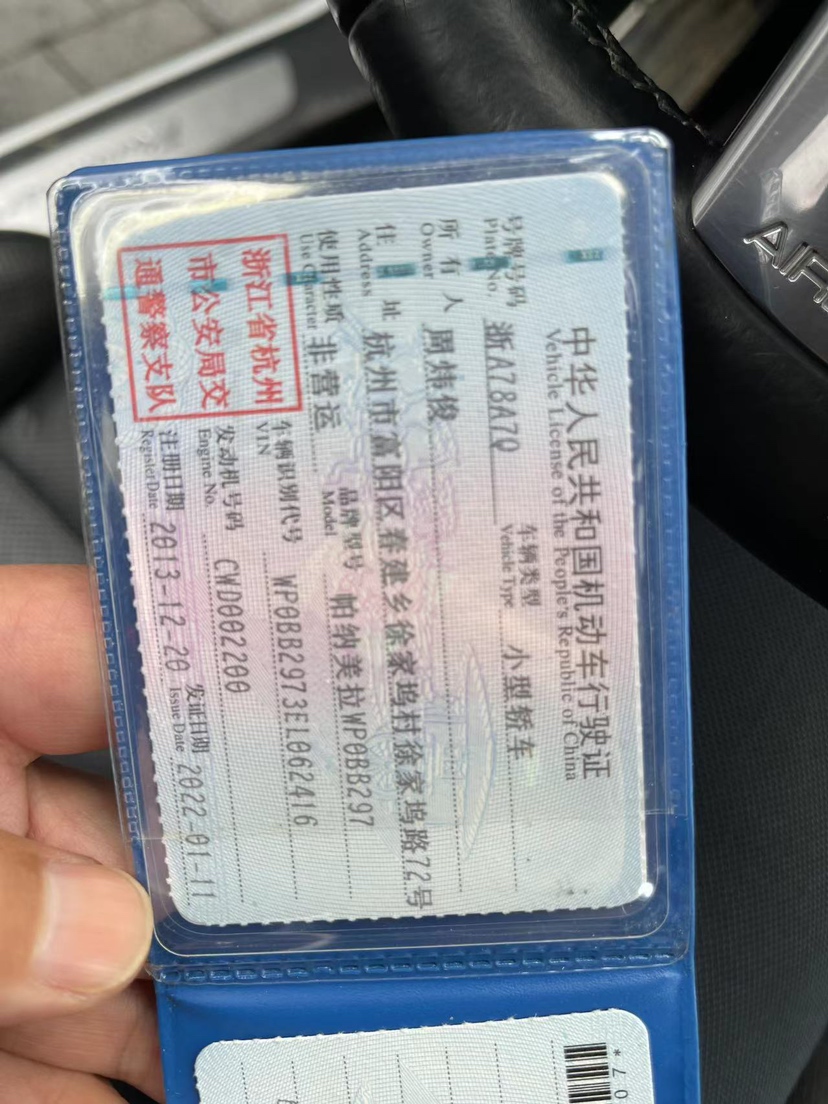 中华人民共和国机动车行驶证
Vehicle License of the People's Republic of China
号牌号码 浙A7BA7Q 车辆类型 小型轿车
Plate No. Vehicle Type
所有人 周炜俊
Owner
住址 杭州市富阳区春建乡徐家坞村徐家坞路72号
Address
使用性质 非营运 品牌型号 帕纳美拉WP0BB297
Use Character Model
浙江省杭州
市公安局交
通警察支队
车辆识别代号 WP0BB2973EL062416
VIN
发动机号码 CWD002200
Engine No.
注册日期 2013-12-20 发证日期 2022-01-11
Register Date Issue Date
AIR